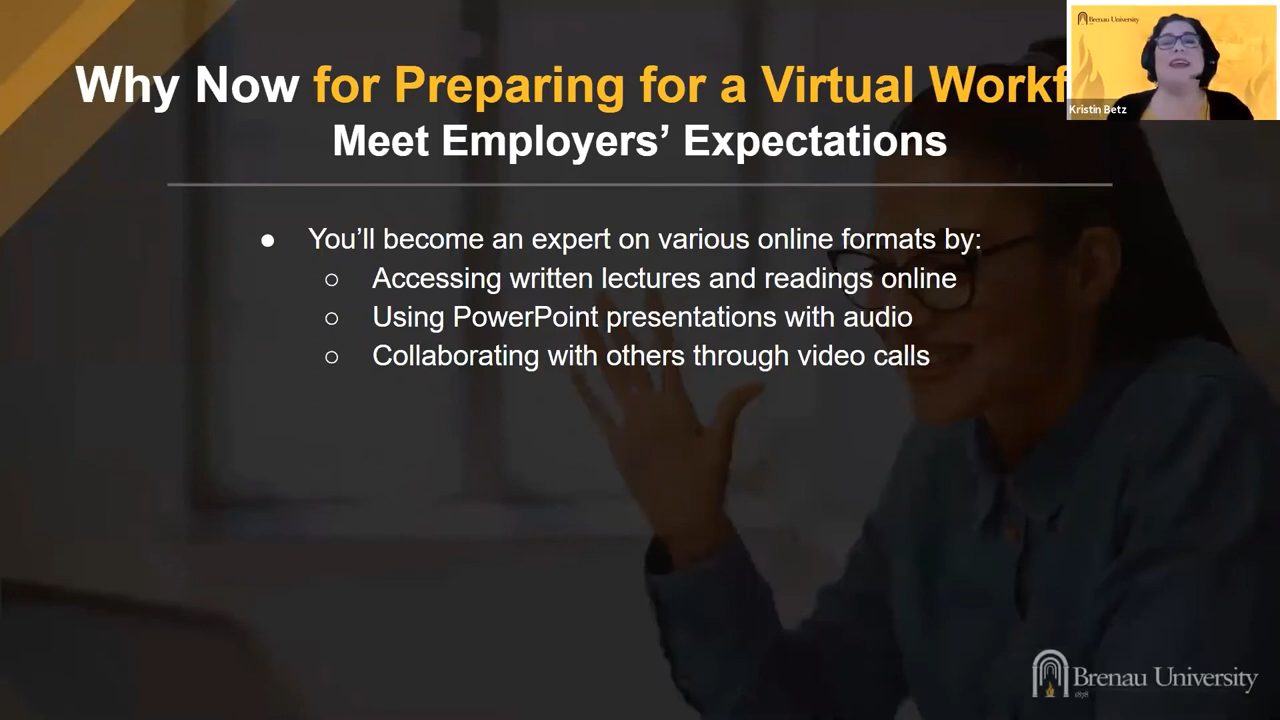 Why Now for Preparing for a Virtual Workf
Meet Employers’ Expectations
● You’ll become an expert on various online formats by:
○ Accessing written lectures and readings online
○ Using PowerPoint presentations with audio
○ Collaborating with others through video calls
Brenau University
Kristin Betz
Brenau University
1878